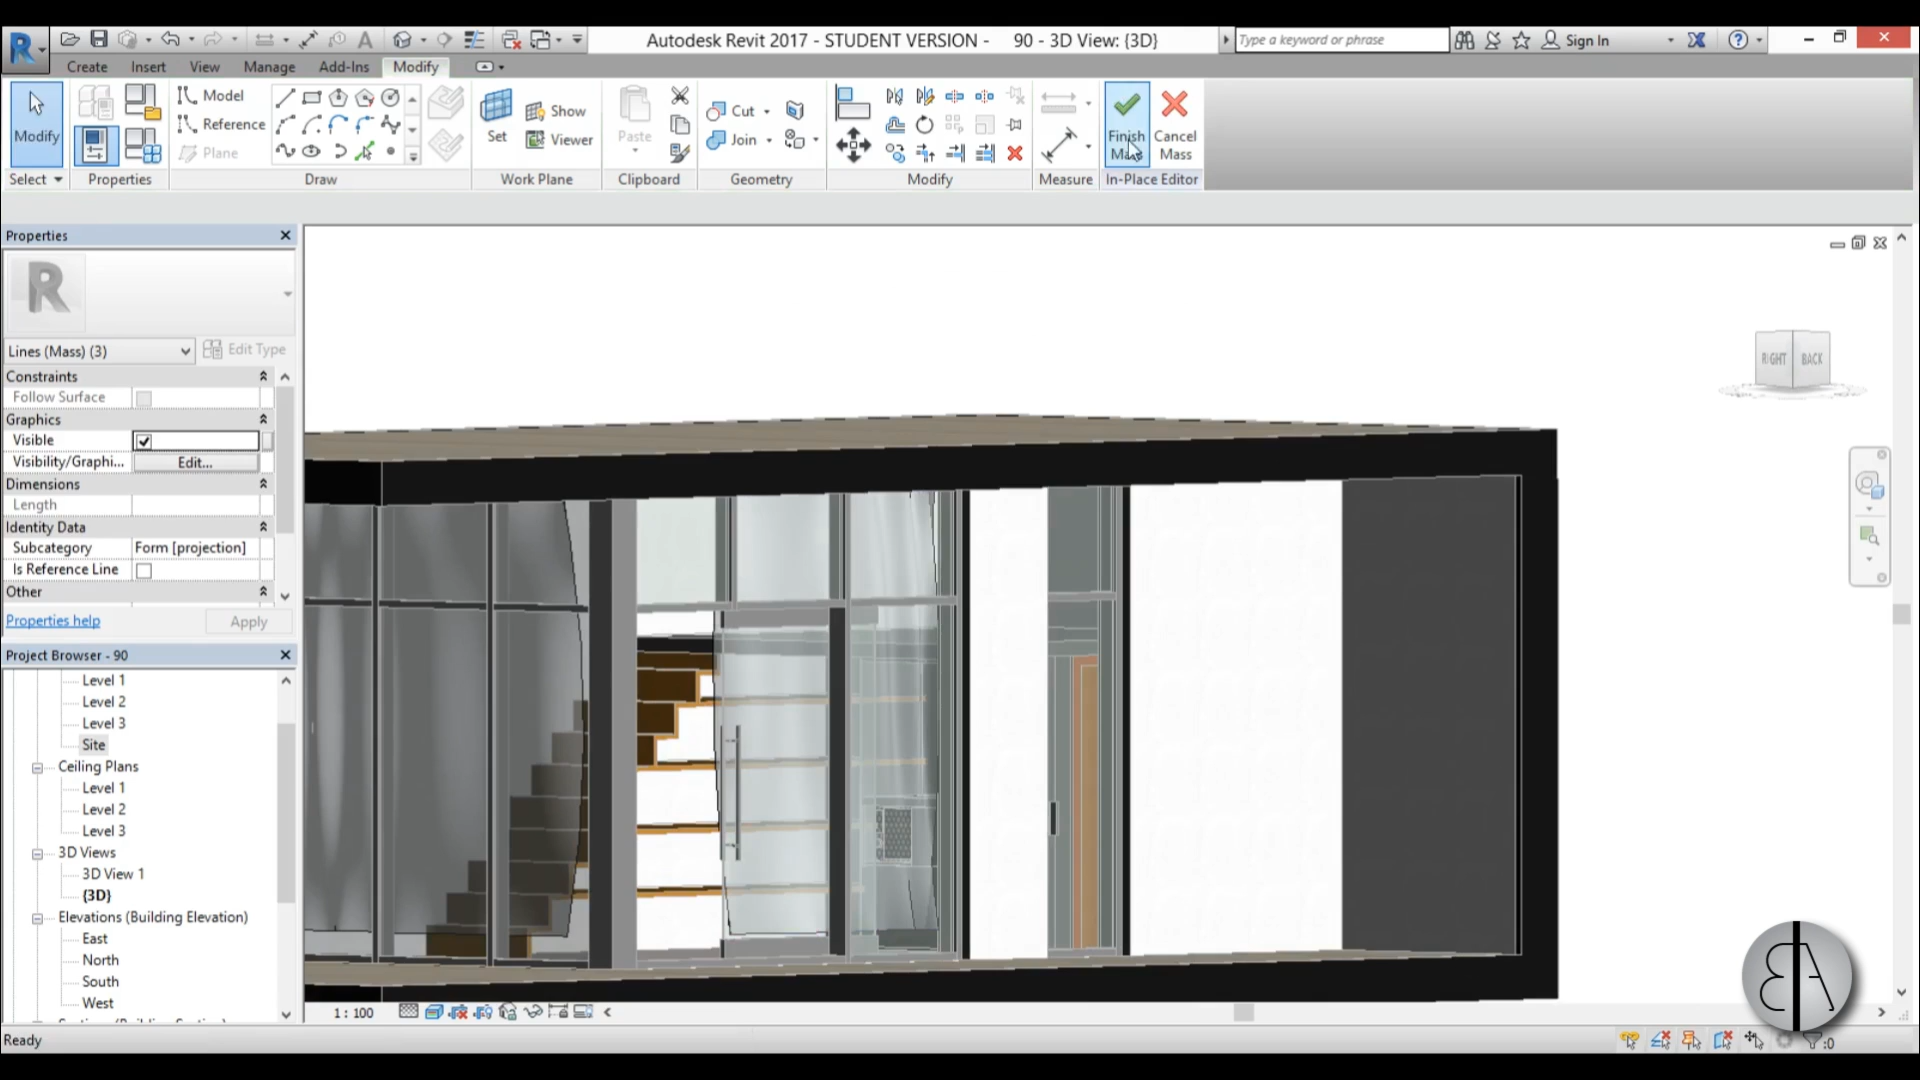 Autodesk Revit 2017 - STUDENT VERSION - 90 - 3D View: {3D}
Type a keyword or phrase
Sign In
Create Insert View Manage Add-Ins Modify
Modify
Model
Reference
Plane
Set
Show
Viewer
Paste
Cut
Join
Finish
Cancel
Mass
Select
Properties
Draw
Work Plane
Clipboard
Geometry
Modify
Measure
In-Place Editor
Properties
R
Lines (Mass) (3)
Edit Type
Constraints
Follow Surface
Graphics
Visible
Visibility/Graphi... Edit...
Dimensions
Length
Identity Data
Subcategory Form [projection]
Is Reference Line
Other
Properties help
Apply
Project Browser - 90
Level 1
Level 2
Level 3
Site
Ceiling Plans
Level 1
Level 2
Level 3
3D Views
3D View 1
{3D}
Elevations (Building Elevation)
East
North
South
West
RIGHT
BACK
1 : 100
Ready
:0